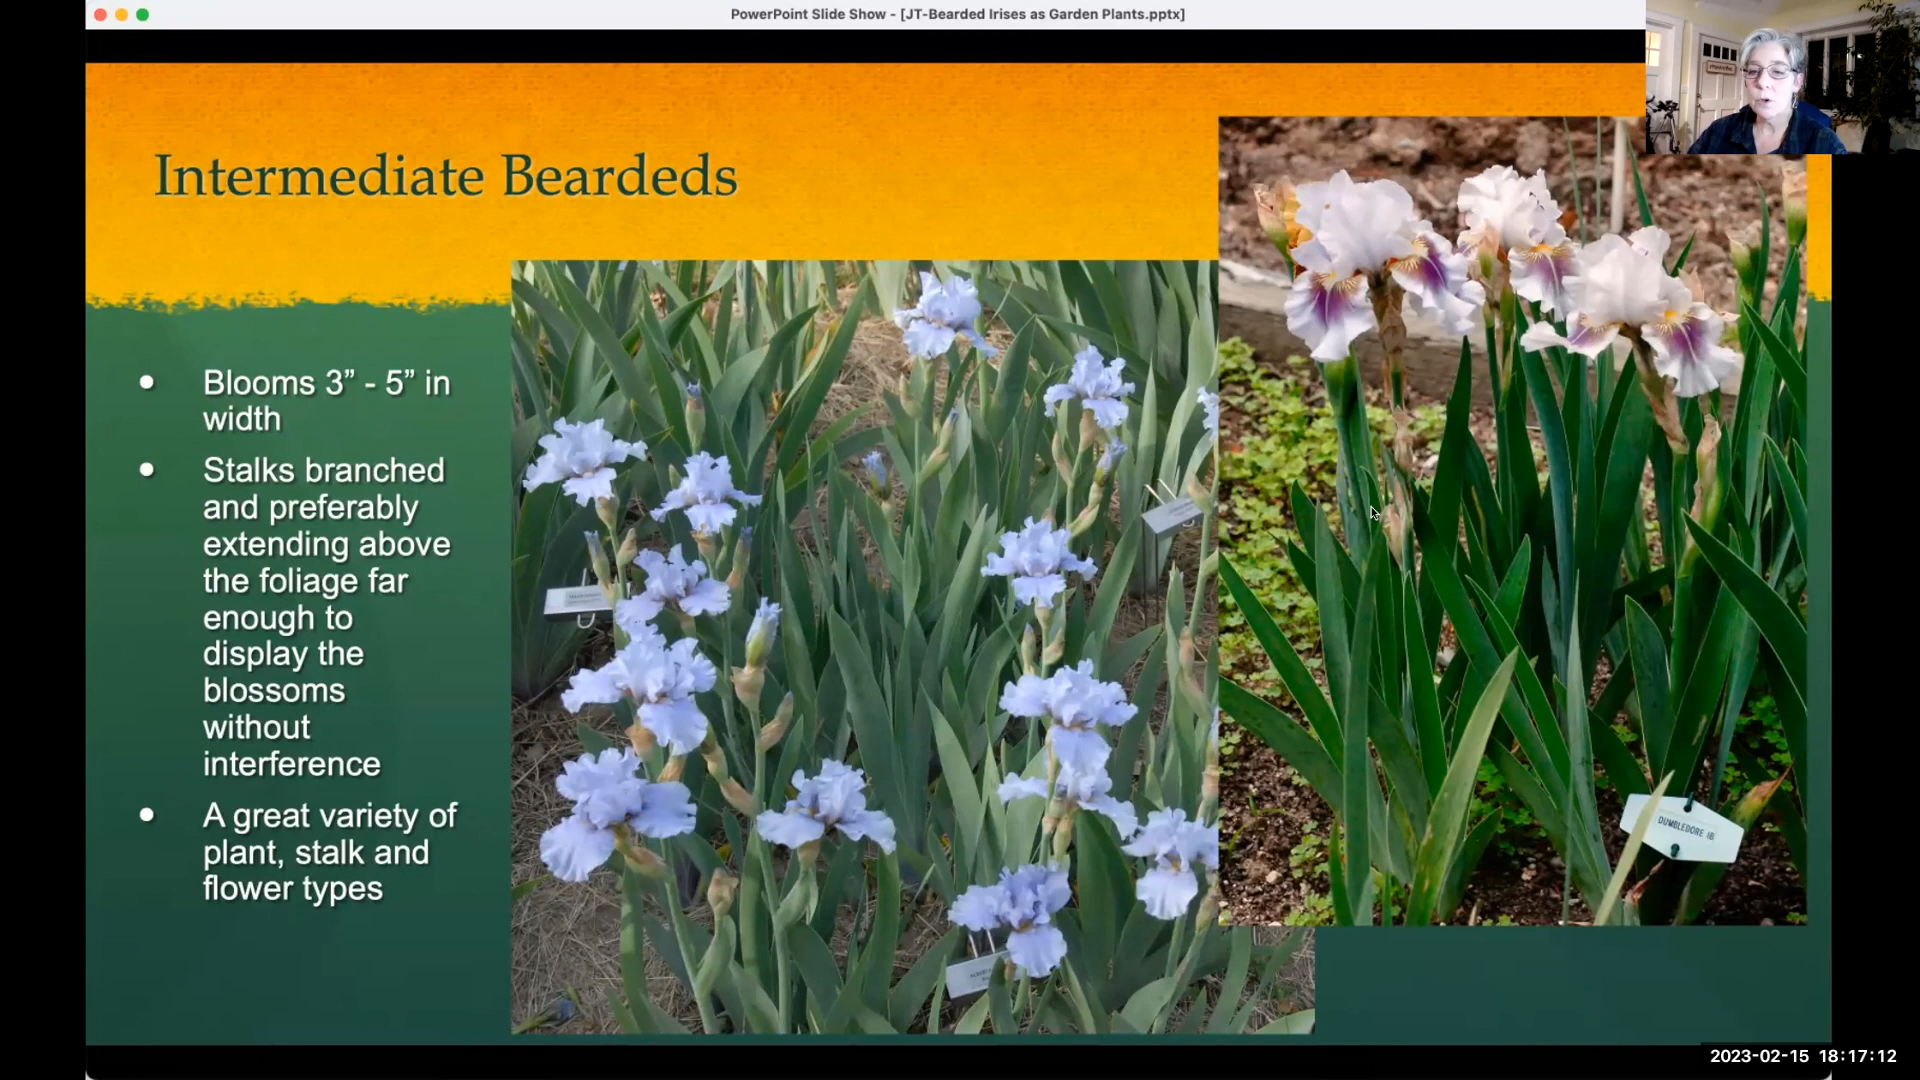 PowerPoint Slide Show - [JT-Bearded Irises as Garden Plants.pptx]
Intermediate Beardeds
• Blooms 3” - 5” in
width
• Stalks branched
and preferably
extending above
the foliage far
enough to
display the
blossoms
without
interference
• A great variety of
plant, stalk and
flower types
DUMBLEDORE IB
2023-02-15 18:17:12